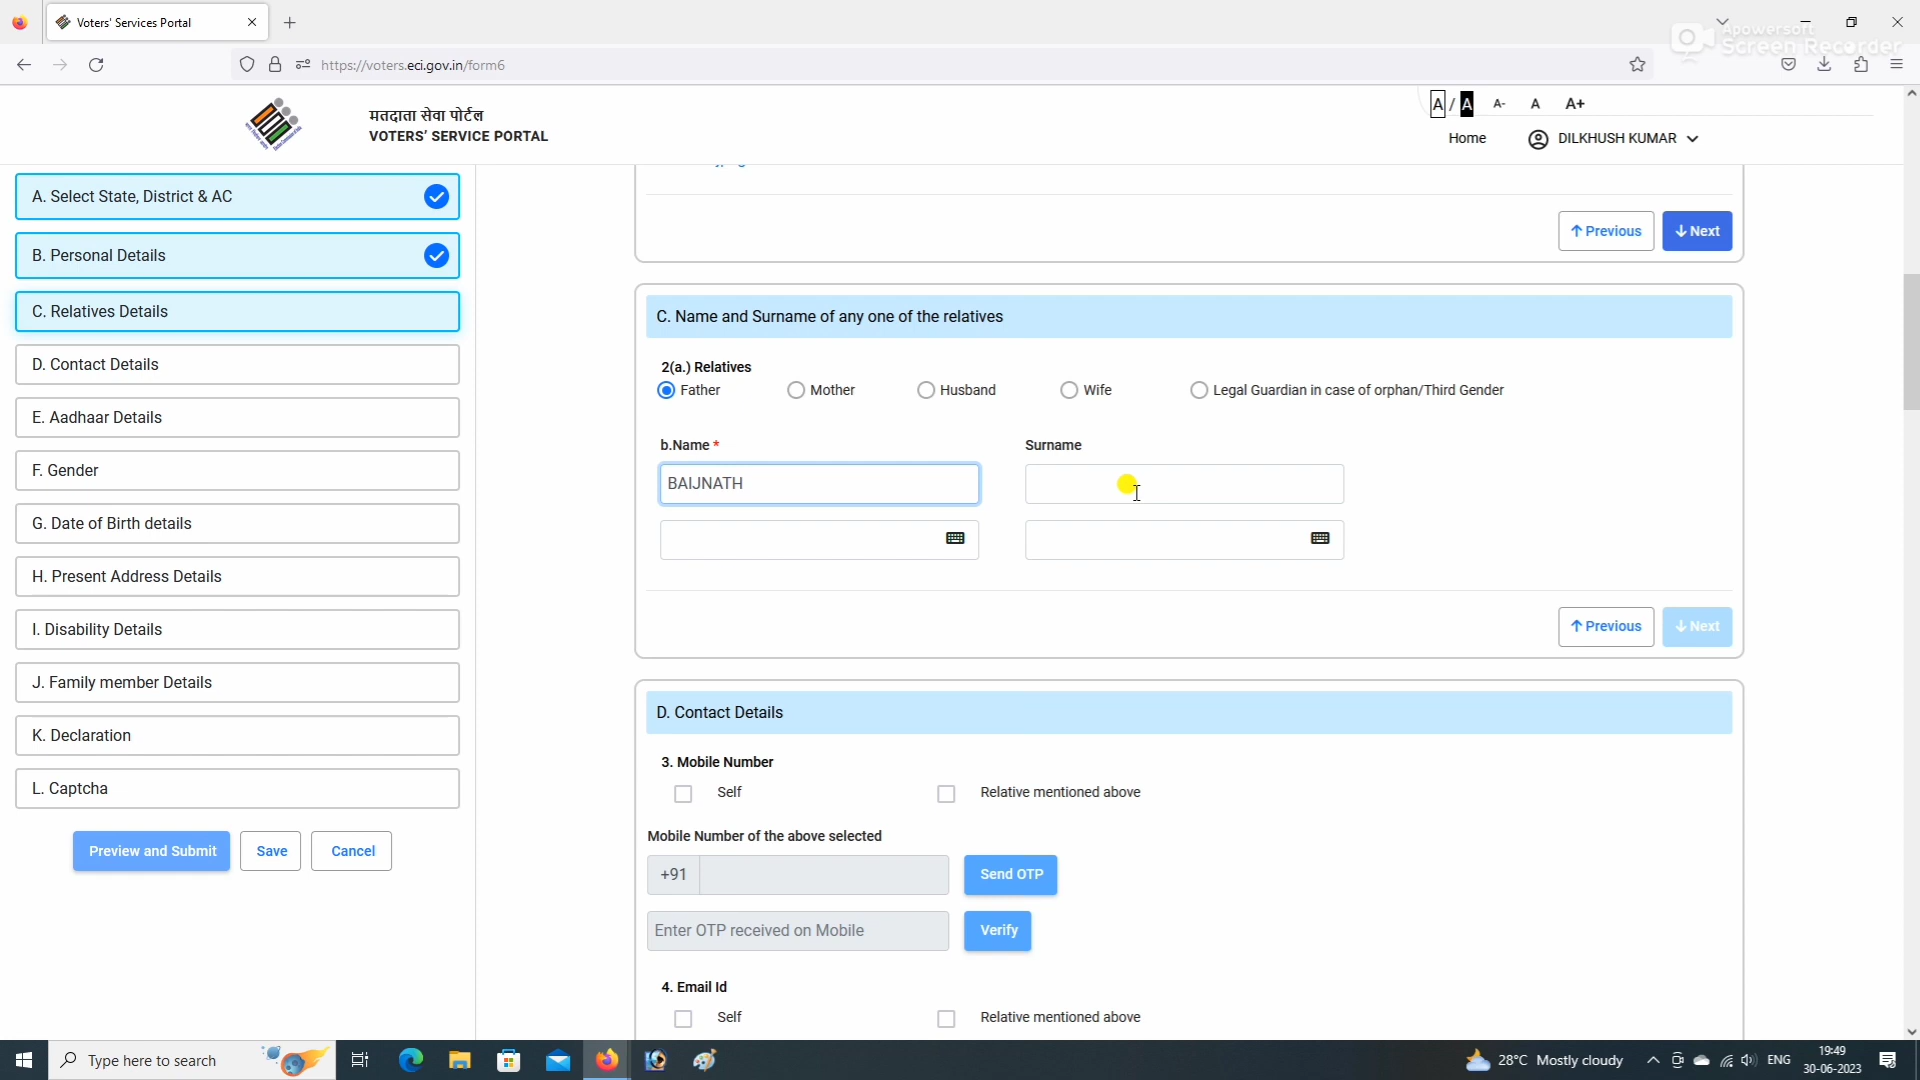 Voters' Services Portal
Apowersoft
Screen Recorder
https://voters.eci.gov.in/form6
मतदाता सेवा पोर्टल
VOTERS' SERVICE PORTAL
A / A A- A A+
Home DILKHUSH KUMAR
A. Select State, District & AC
B. Personal Details
C. Relatives Details
D. Contact Details
E. Aadhaar Details
F. Gender
G. Date of Birth details
H. Present Address Details
I. Disability Details
J. Family member Details
K. Declaration
L. Captcha
Preview and Submit Save Cancel
Previous Next
C. Name and Surname of any one of the relatives
2(a.) Relatives
Father Mother Husband Wife Legal Guardian in case of orphan/Third Gender
b.Name * Surname
BAIJNATH
Previous Next
D. Contact Details
3. Mobile Number
Self Relative mentioned above
Mobile Number of the above selected
+91 Send OTP
Enter OTP received on Mobile Verify
4. Email Id
Self Relative mentioned above
Type here to search
28°C Mostly cloudy ENG 19:49
30-06-2023